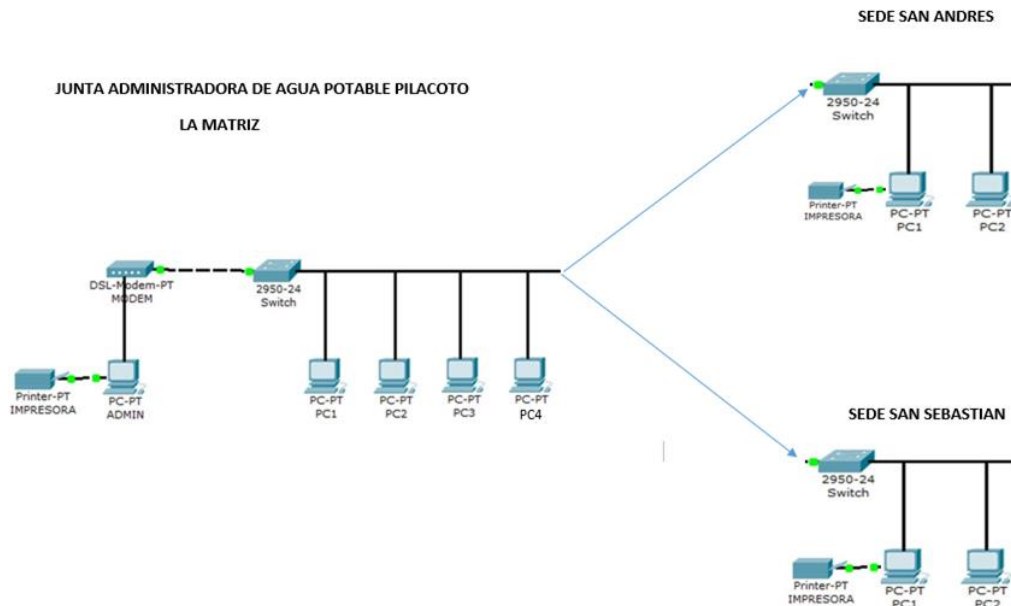 SEDE SAN ANDRES
JUNTA ADMINISTRADORA DE AGUA POTABLE PILACOTO
LA MATRIZ
2950-24
Switch
Printer-PT
IMPRESORA
PC-PT
PC1
PC-PT
PC2
DSL-Modem-PT
MODEM
2950-24
Switch
Printer-PT
IMPRESORA
PC-PT
ADMIN
PC-PT
PC1
PC-PT
PC2
PC-PT
PC3
PC-PT
PC4
SEDE SAN SEBASTIAN
2950-24
Switch
Printer-PT
IMPRESORA
PC-PT
PC1
PC-PT
PC2